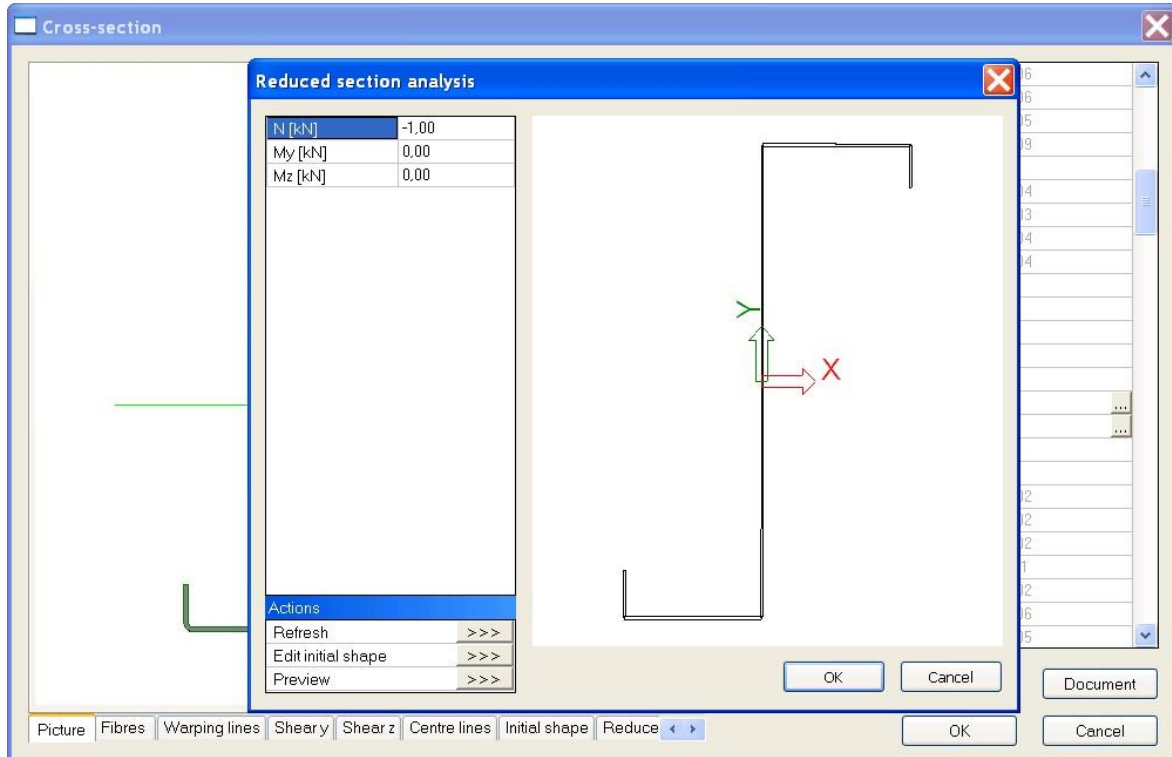 Cross-section
Reduced section analysis
N [kN] -1,00
My [kN] 0,00
Mz [kN] 0,00
Y
X
Actions
Refresh >>>
Edit initial shape >>>
Preview >>>
OK Cancel
Document
Picture Fibres Warping lines Shear y Shear z Centre lines Initial shape Reduce
OK Cancel